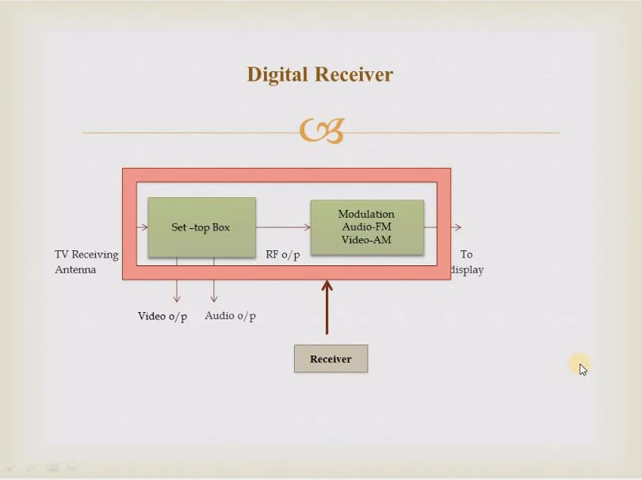 Digital Receiver
Set –top Box
Modulation
Audio-FM
Video-AM
TV Receiving
Antenna
RF o/p
To
display
Video o/p
Audio o/p
Receiver